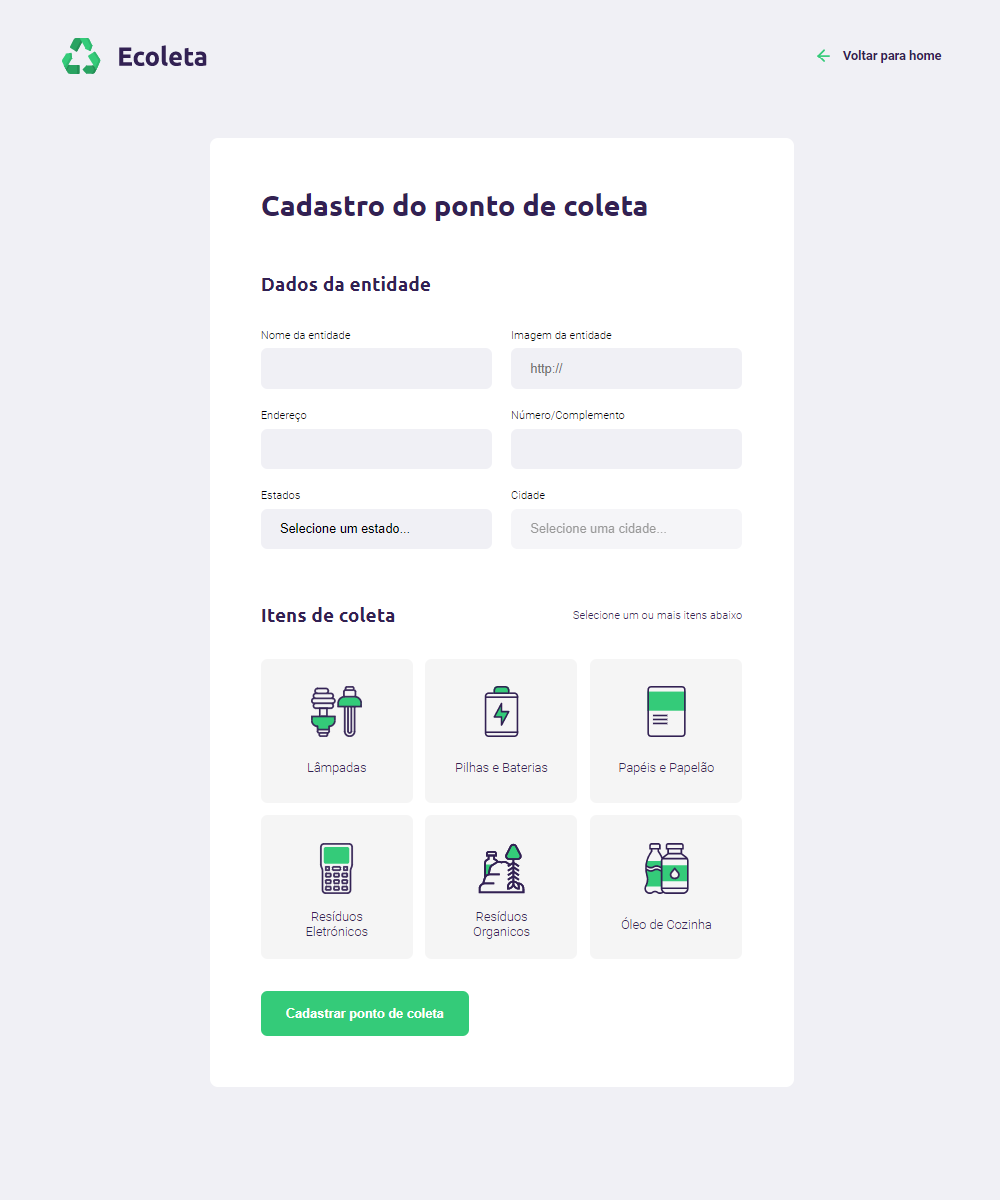 Ecoleta
Voltar para home
Cadastro do ponto de coleta
Dados da entidade
Nome da entidade
Imagem da entidade
http://
Endereço
Número/Complemento
Estados
Cidade
Selecione um estado...
Selecione uma cidade...
Itens de coleta
Selecione um ou mais itens abaixo
Lâmpadas
Pilhas e Baterias
Papéis e Papelão
Resíduos
Eletrónicos
Resíduos
Organicos
Óleo de Cozinha
Cadastrar ponto de coleta